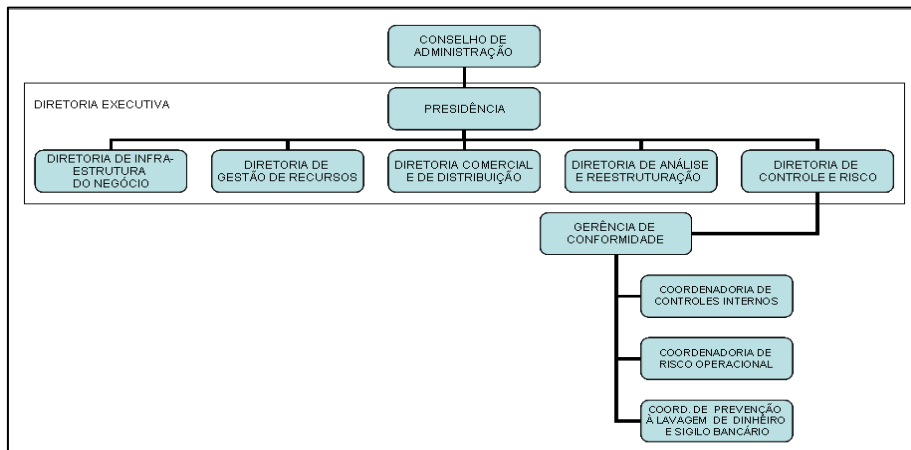 CONSELHO DE
ADMINISTRAÇÃO
DIRETORIA EXECUTIVA
PRESIDÊNCIA
DIRETORIA DE INFRA-
ESTRUTURA
DO NEGÓCIO
DIRETORIA DE
GESTÃO DE RECURSOS
DIRETORIA COMERCIAL
E DE DISTRIBUIÇÃO
DIRETORIA DE ANÁLISE
E REESTRUTURAÇÃO
DIRETORIA DE
CONTROLE E RISCO
GERÊNCIA DE
CONFORMIDADE
COORDENADORIA DE
CONTROLES INTERNOS
COORDENADORIA DE
RISCO OPERACIONAL
COORD. DE PREVENÇÃO
À LAVAGEM DE DINHEIRO
E SIGILO BANCÁRIO